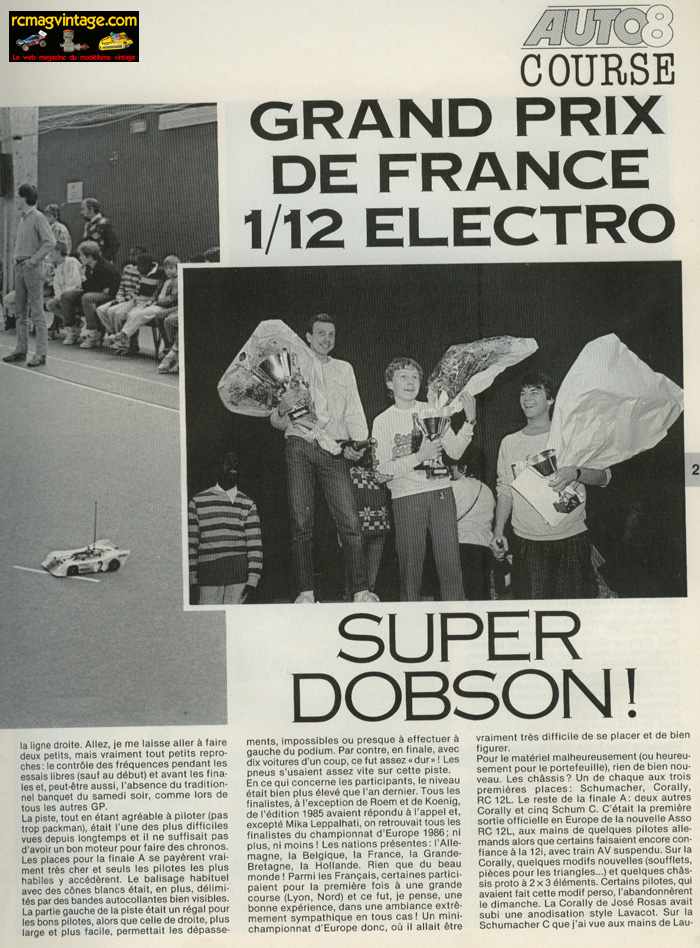 rcmagvintage.com
Le web magazine du modélisme vintage
AUTO8
COURSE
GRAND PRIX
DE FRANCE
1/12 ELECTRO
2
2
SUPER
DOBSON!
la ligne droite. Allez, je me laisse aller à faire
deux petits, mais vraiment tout petits repro-
ches: le contrôle des fréquences pendant les
essais libres (sauf au début) et avant les fina-
les et, peut-être aussi, l'absence du tradition-
nel banquet du samedi soir, comme lors de
tous les autres GP.
La piste, tout en étant agréable à piloter (pas
trop packman), était l'une des plus difficiles
vues depuis longtemps et il ne suffisait pas
d'avoir un bon moteur pour faire des chronos.
Les places pour la finale A se payèrent vrai-
ment très cher et seuls les pilotes les plus
habiles y accédèrent. Le balisage habituel
avec des cônes blancs était, en plus, délimi-
tés par des bandes autocollantes bien visibles.
La partie gauche de la piste était un régal pour
les bons pilotes, alors que celle de droite, plus
large et plus facile, permettait les dépasse-
ments, impossibles ou presque à effectuer à
gauche du podium. Par contre, en finale, avec
dix voitures d'un coup, ce fut assez «dur»! Les
pneus s'usaient assez vite sur cette piste.
En ce qui concerne les participants, le niveau
était bien plus élevé que l'an dernier. Tous les
finalistes, à l'exception de Roem et de Koenig,
de l'édition 1985 avaient répondu à l'appel et,
excepté Mika Leppalhati, on retrouvait tous les
finalistes du championnat d'Europe 1986; ni
plus, ni moins! Les nations présentes: l'Alle-
magne, la Belgique, la France, la Grande-
Bretagne, la Hollande. Rien que du beau
monde! Parmi les Français, certaines partici-
paient pour la première fois à une grande
course (Lyon, Nord) et ce fut, je pense, une
bonne expérience, dans une ambiance extrê-
mement sympathique en tous cas! Un mini-
championnat d'Europe donc, où il allait être
vraiment très difficile de se placer et de bien
figurer.
Pour le matériel malheureusement (ou heureu-
sement pour le portefeuille), rien de bien nou-
veau. Les châssis? Un de chaque aux trois
premières places: Schumacher, Corally,
RC 12L. Le reste de la finale A: deux autres
Corally et cinq Schum C. C'était la première
sortie officielle en Europe de la nouvelle Asso
RC 12L, aux mains de quelques pilotes alle-
mands alors que certains faisaient encore con-
fiance à la 12i, avec train AV suspendu. Sur la
Corally, quelques modifs nouvelles (soufflets,
pièces pour les triangles...) et quelques châs-
sis proto à 2 × 3 éléments. Certains pilotes, qui
avaient fait cette modif perso, l'abandonnèrent
le dimanche. La Corally de José Rosas avait
subi une anodisation style Lavacot. Sur la
Schumacher C que j'ai vue aux mains de Lau-